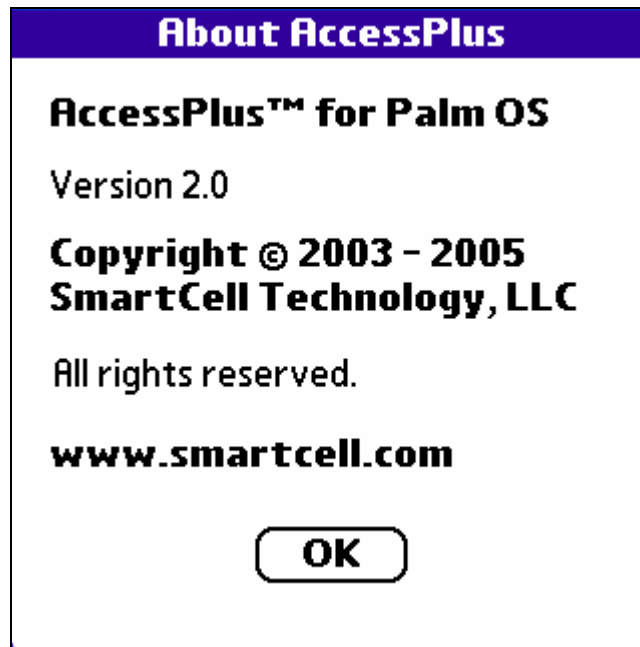 About AccessPlus
AccessPlus™ for Palm OS
Version 2.0
Copyright © 2003 - 2005
SmartCell Technology, LLC
All rights reserved.
www.smartcell.com
OK